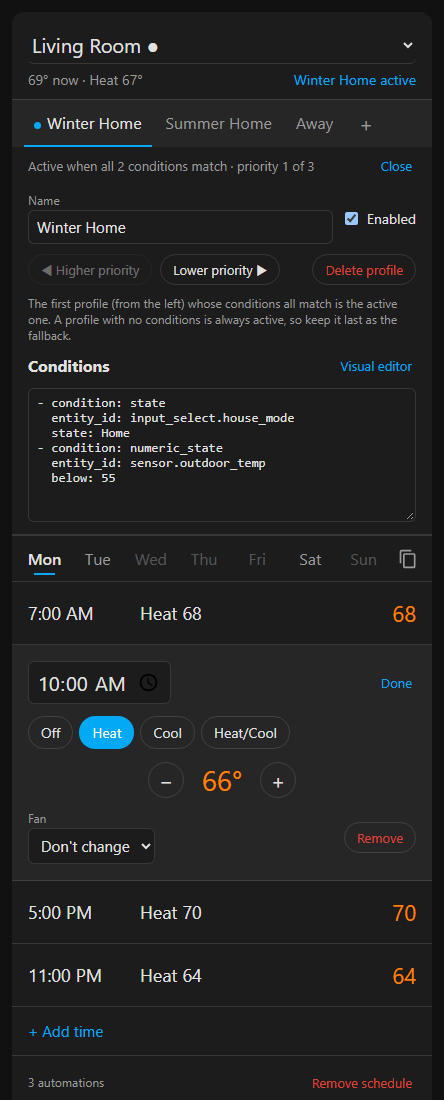 Living Room ●
69° now · Heat 67°
Winter Home active
● Winter Home
Summer Home
Away
+
Active when all 2 conditions match · priority 1 of 3
Close
Name
Winter Home
Enabled
◀ Higher priority
Lower priority ▶
Delete profile
The first profile (from the left) whose conditions all match is the active
one. A profile with no conditions is always active, so keep it last as the
fallback.
Conditions
Visual editor
- condition: state
  entity_id: input_select.house_mode
  state: Home
- condition: numeric_state
  entity_id: sensor.outdoor_temp
  below: 55
Mon Tue Wed Thu Fri Sat Sun
7:00 AM Heat 68 68
10:00 AM
Done
Off Heat Cool Heat/Cool
− 66° +
Fan
Don't change
Remove
5:00 PM Heat 70 70
11:00 PM Heat 64 64
+ Add time
3 automations
Remove schedule